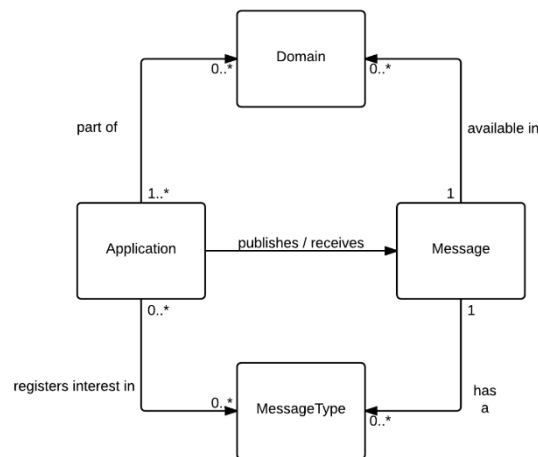 Domain
0..*
0..*
part of
available in
1..*
1
Application
publishes / receives
Message
0..*
1
registers interest in
has
a
0..*
MessageType
0..*